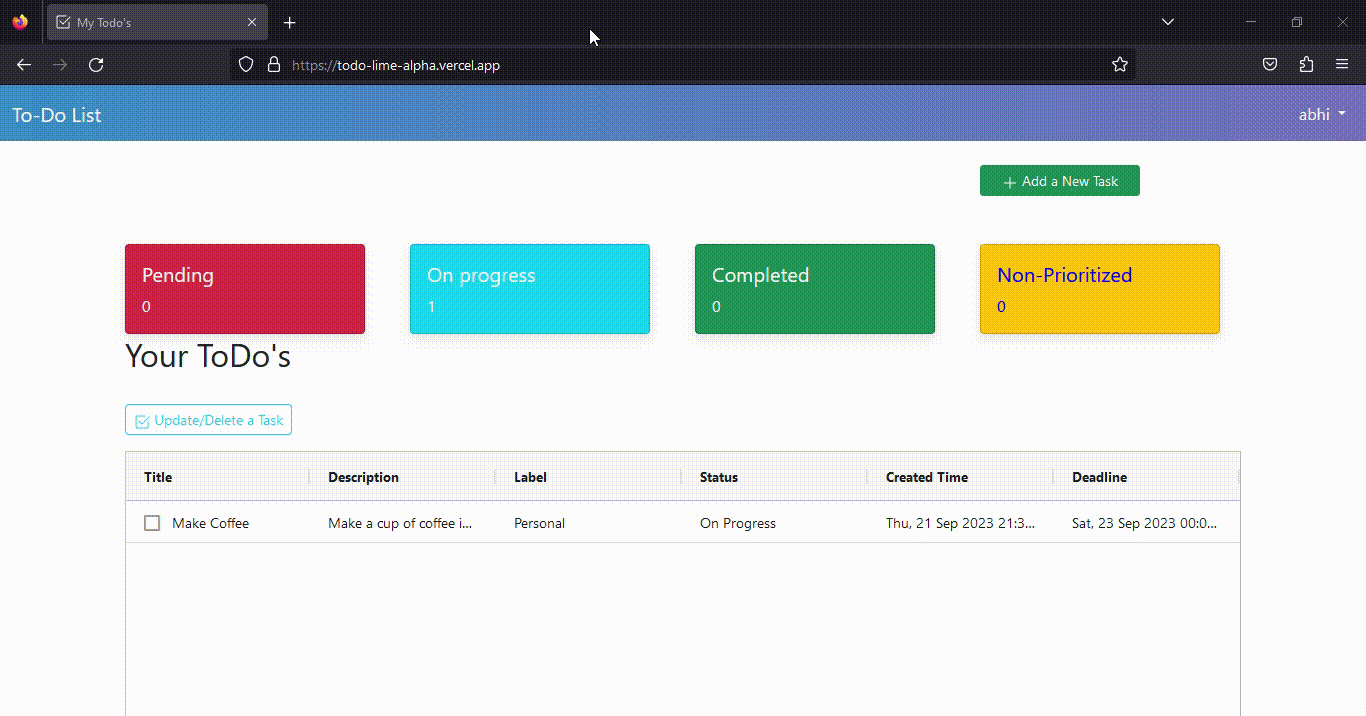 My Todo's
https://todo-lime-alpha.vercel.app
To-Do List
abhi
Add a New Task
Pending
0
On progress
1
Completed
0
Non-Prioritized
0
Your ToDo's
Update/Delete a Task
Title Description Label Status Created Time Deadline
Make Coffee Make a cup of coffee i... Personal On Progress Thu, 21 Sep 2023 21:3... Sat, 23 Sep 2023 00:0...